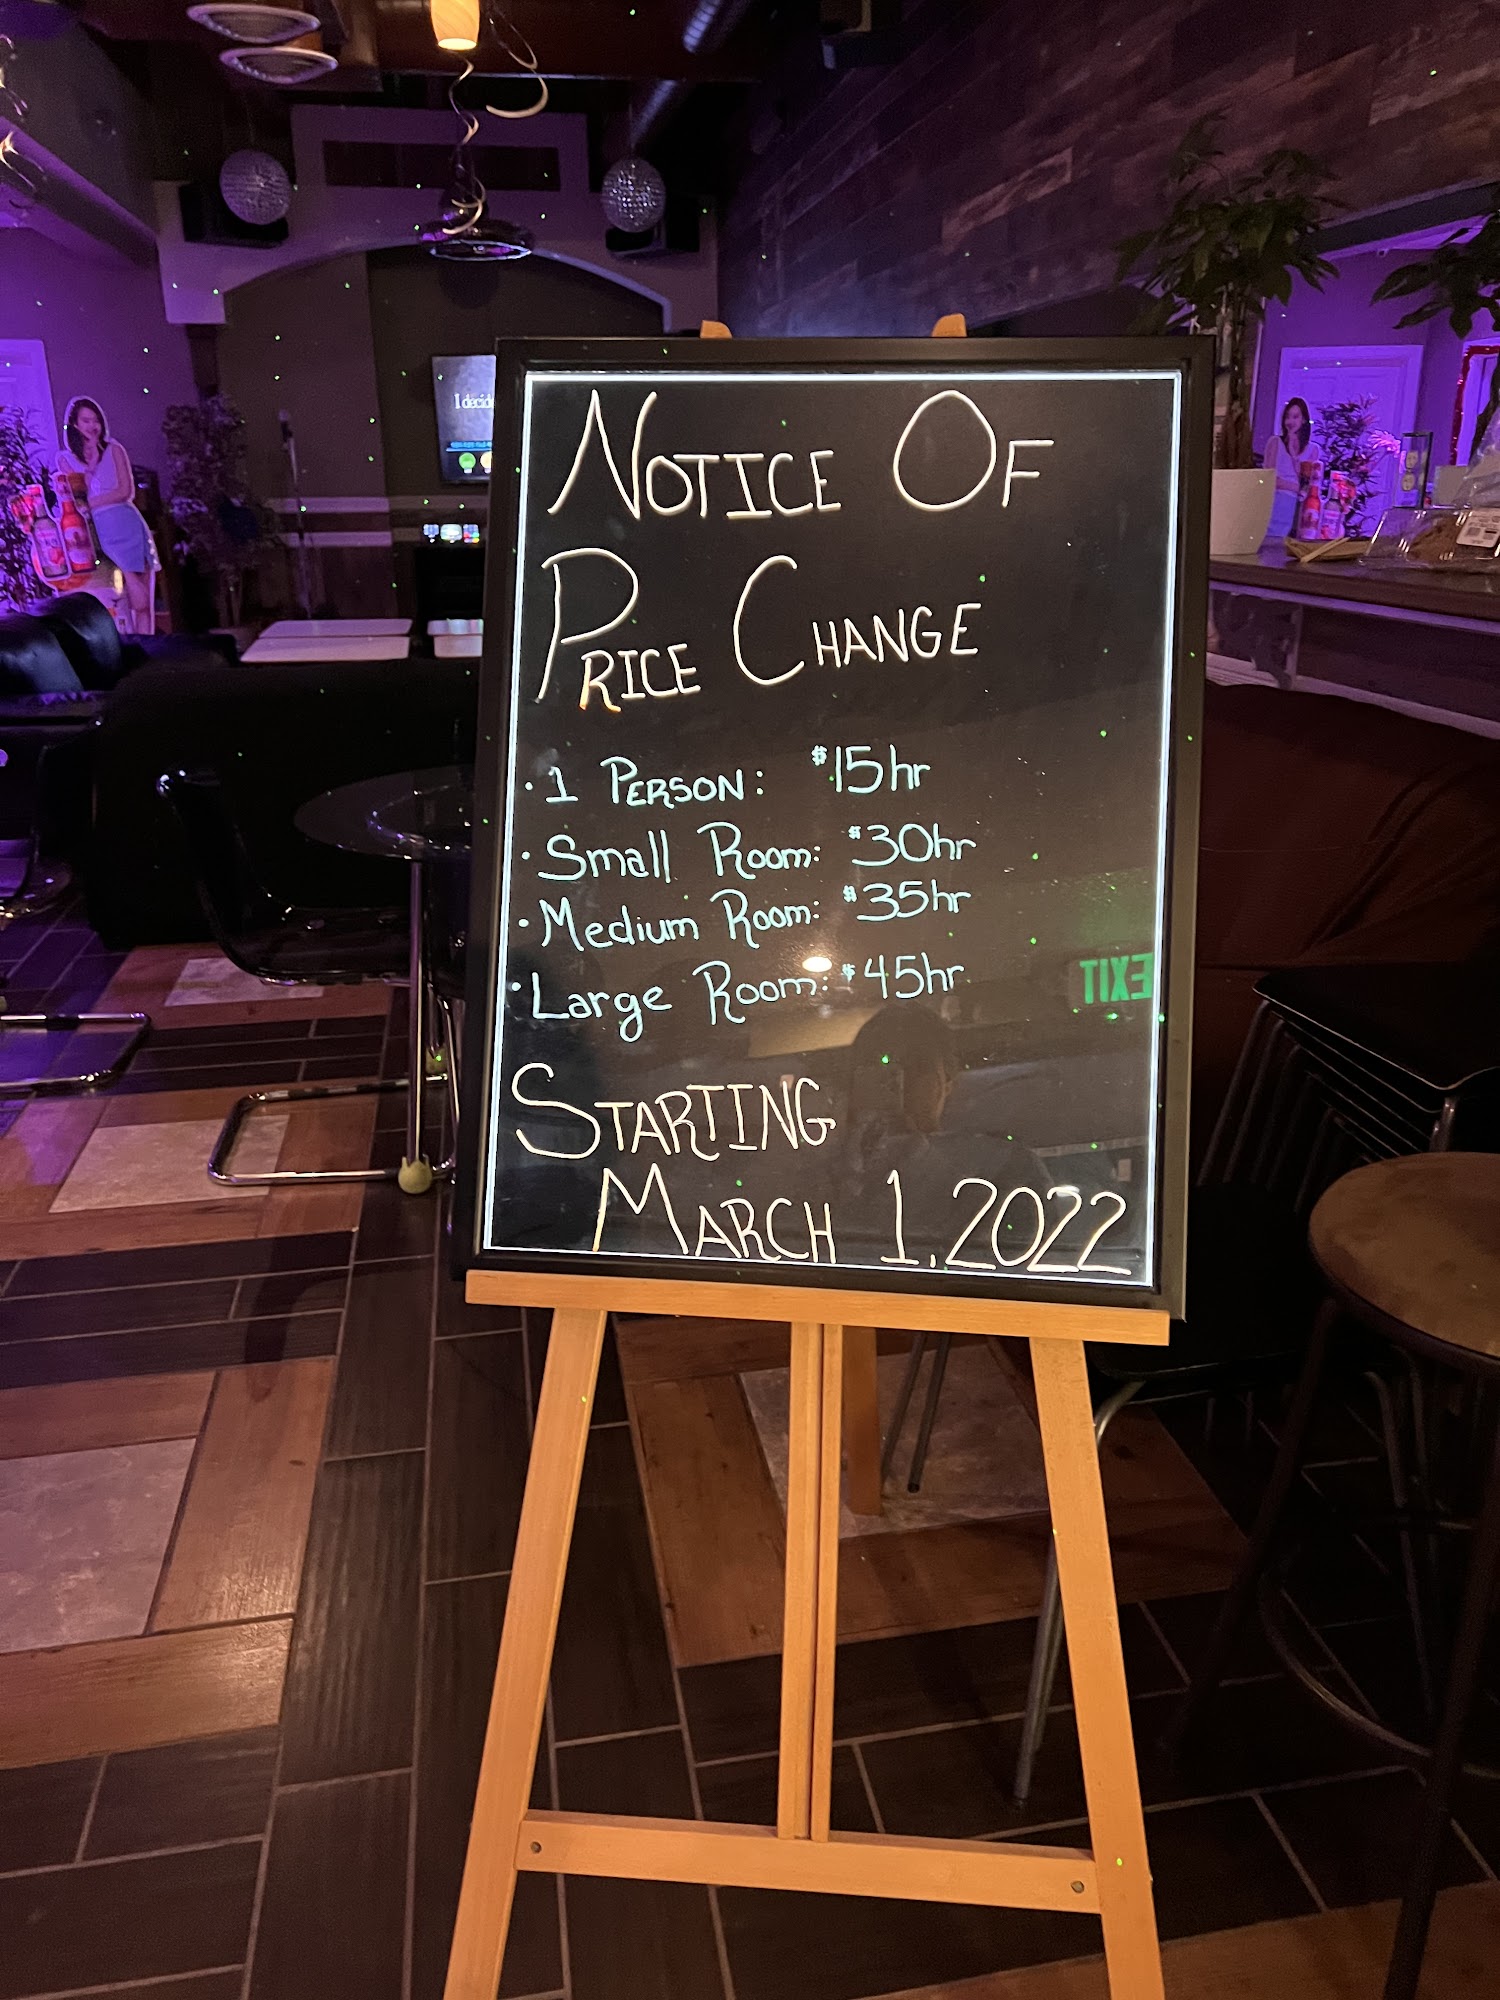 Notice Of
Price Change
· 1 Person: $15hr
· Small Room: $30hr
· Medium Room: $35hr
· Large Room: $45hr
Starting
March 1, 2022
EXIT
I decide